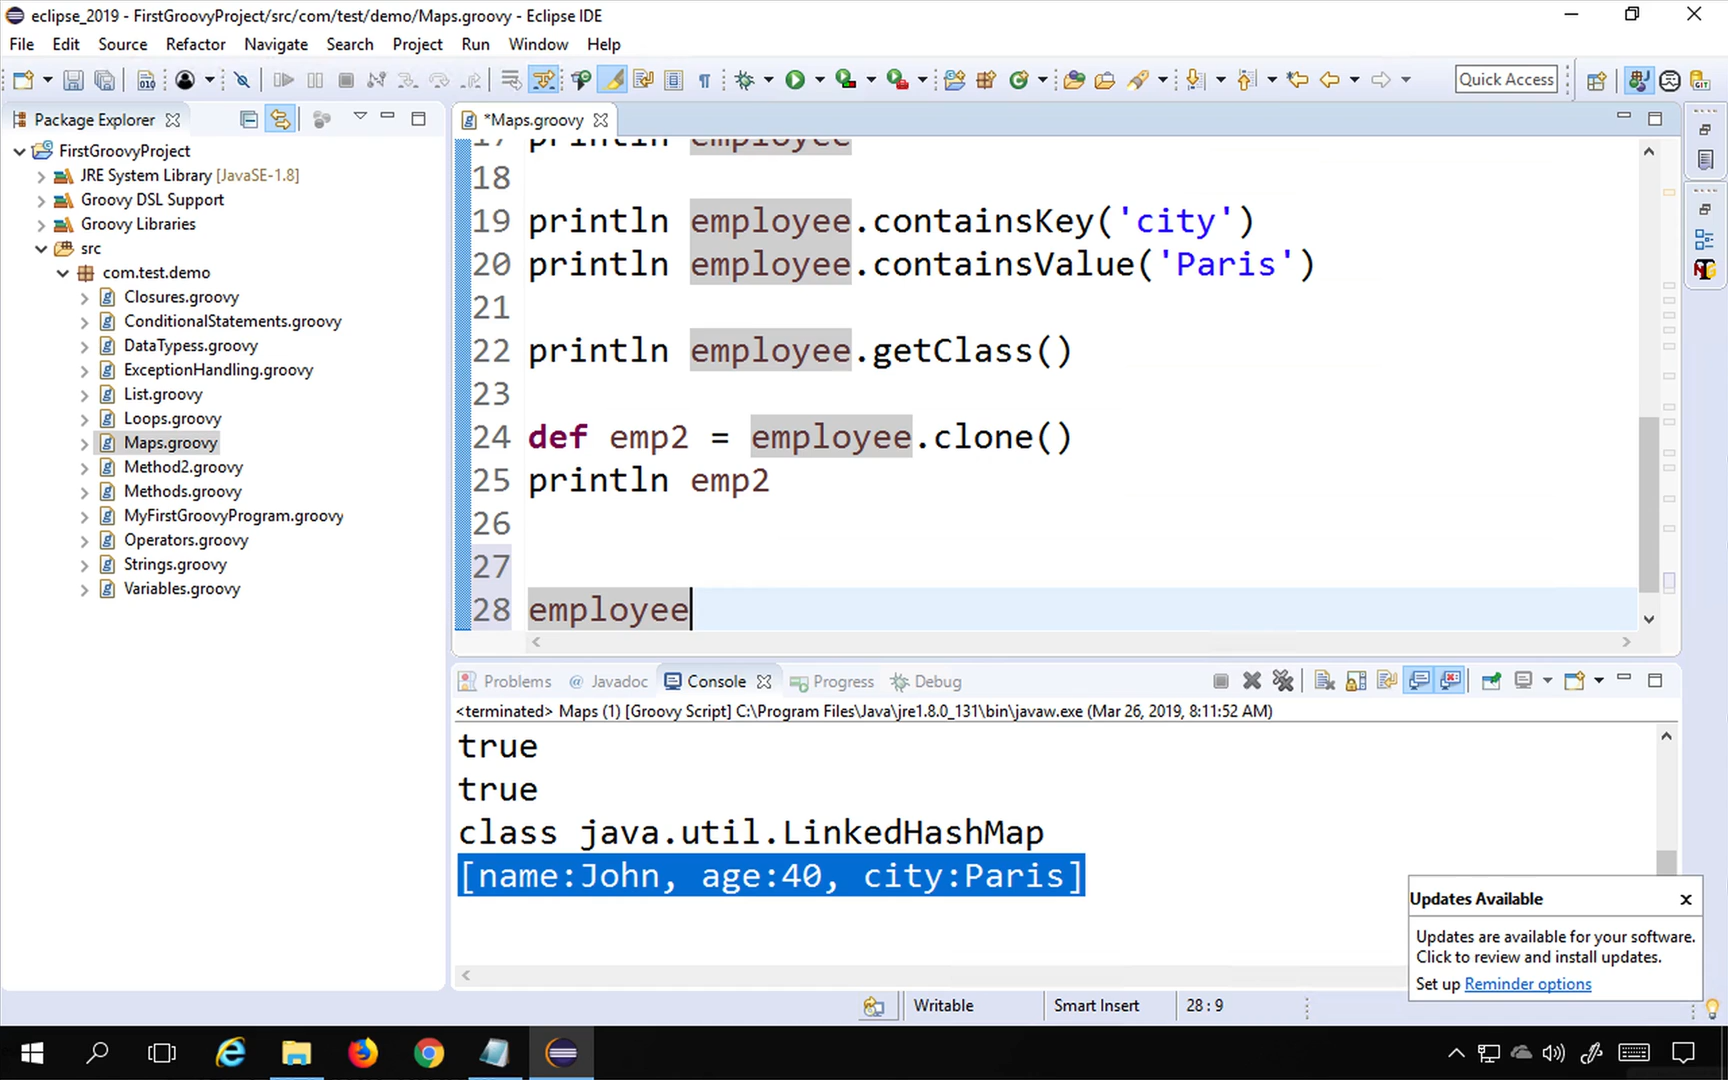 eclipse_2019 - FirstGroovyProject/src/com/test/demo/Maps.groovy - Eclipse IDE
File Edit Source Refactor Navigate Search Project Run Window Help
Quick Access
Package Explorer
*Maps.groovy
FirstGroovyProject
JRE System Library [JavaSE-1.8]
Groovy DSL Support
Groovy Libraries
src
com.test.demo
Closures.groovy
ConditionalStatements.groovy
DataTypess.groovy
ExceptionHandling.groovy
List.groovy
Loops.groovy
Maps.groovy
Method2.groovy
Methods.groovy
MyFirstGroovyProgram.groovy
Operators.groovy
Strings.groovy
Variables.groovy
17 println employee
18
19 println employee.containsKey('city')
20 println employee.containsValue('Paris')
21
22 println employee.getClass()
23
24 def emp2 = employee.clone()
25 println emp2
26
27
28 employee
Problems @ Javadoc Console Progress Debug
<terminated> Maps (1) [Groovy Script] C:\Program Files\Java\jre1.8.0_131\bin\javaw.exe (Mar 26, 2019, 8:11:52 AM)
true
true
class java.util.LinkedHashMap
[name:John, age:40, city:Paris]
Updates Available
Updates are available for your software.
Click to review and install updates.
Set up Reminder options
Writable Smart Insert 28 : 9